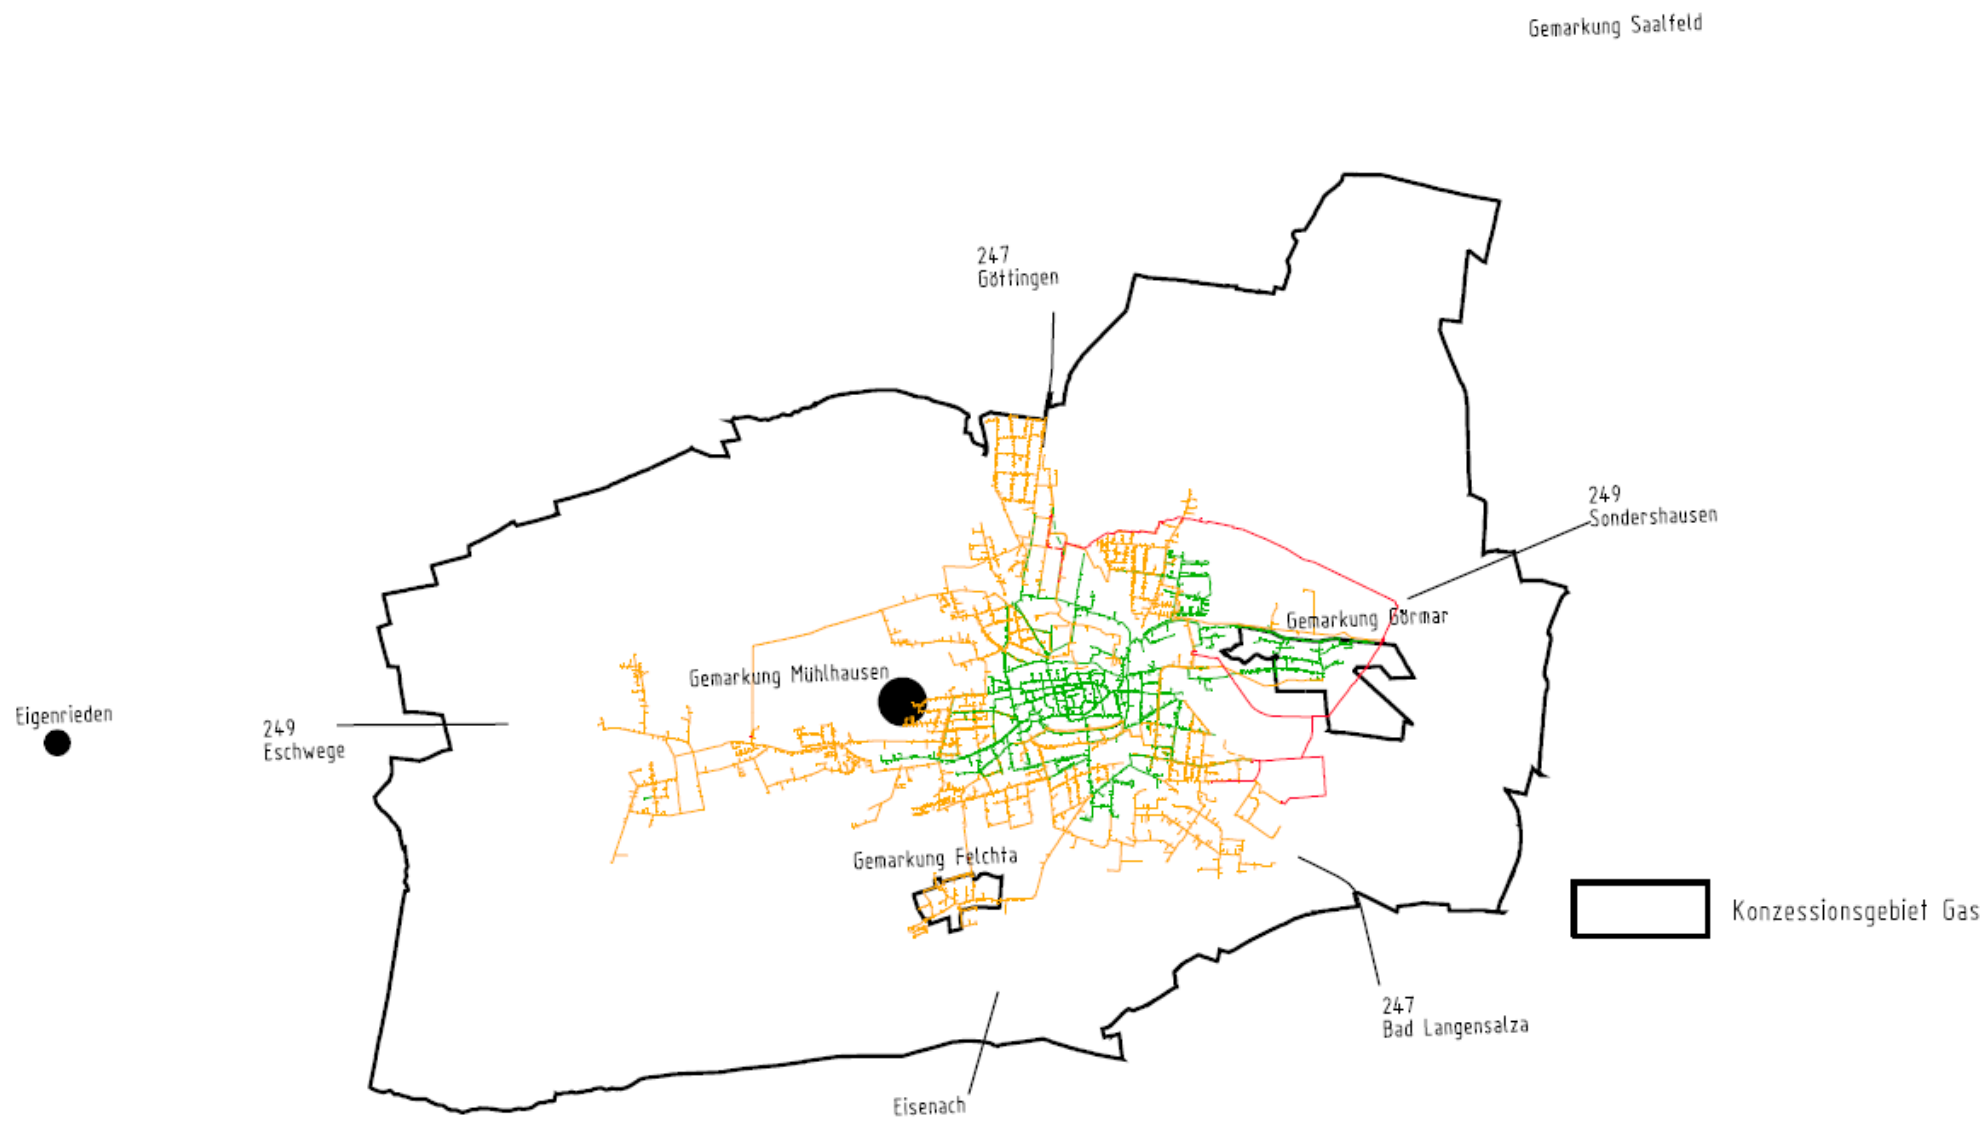 Gemarkung Saalfeld
247
Göttingen
249
Sondershausen
Gemarkung Görmar
Gemarkung Mühlhausen
Eigenrieden
249
Eschwege
Gemarkung Felchta
Konzessionsgebiet Gas
247
Bad Langensalza
Eisenach